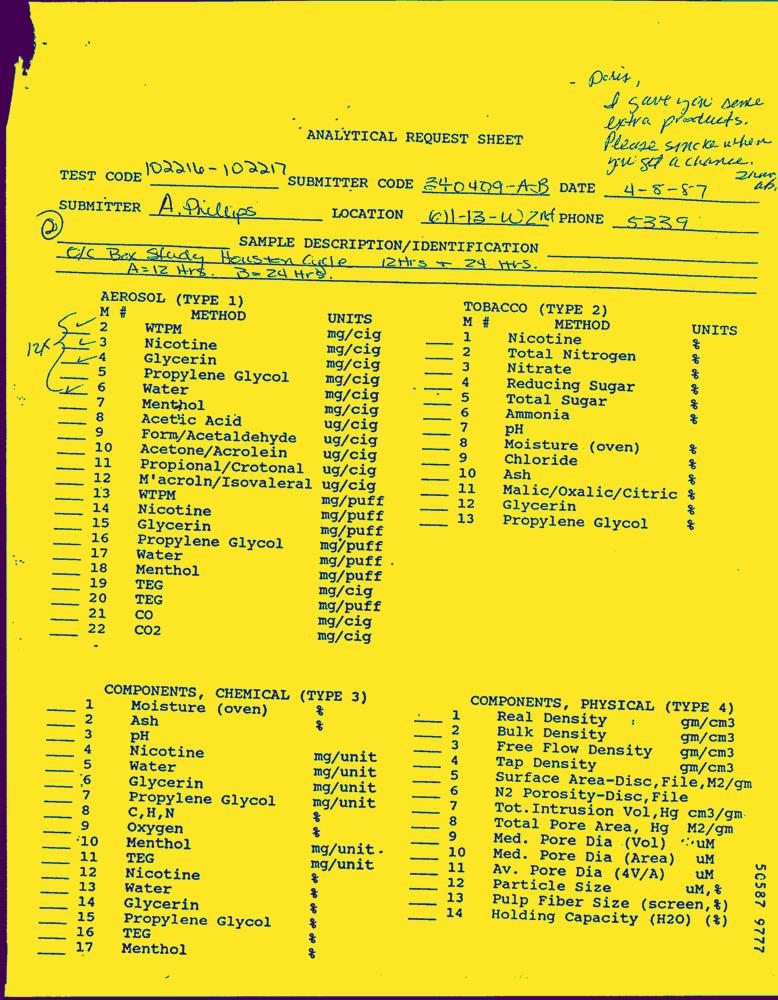 - Doris,
I gave you some
extra products.
Please smoke when
you get a chance.
ANALYTICAL REQUEST SHEET
TEST CODE 102216-102217 SUBMITTER CODE 340409-A-B DATE 4-8-87
SUBMITTER A. Phillips LOCATION 611-13-W 2nd PHONE 5339
2 SAMPLE DESCRIPTION/IDENTIFICATION
O/C Box Study Houston Cycle 12Hrs + 24 Hrs.
A=12 Hrs. B=24 Hrs.
AEROSOL (TYPE 1)
M # METHOD UNITS
2 WTPM mg/cig
3 Nicotine mg/cig
4 Glycerin mg/cig
5 Propylene Glycol mg/cig
6 Water mg/cig
7 Menthol mg/cig
8 Acetic Acid ug/cig
9 Form/Acetaldehyde ug/cig
10 Acetone/Acrolein ug/cig
11 Propional/Crotonal ug/cig
12 M'acroln/Isovaleral ug/cig
13 WTPM mg/puff
14 Nicotine mg/puff
15 Glycerin mg/puff
16 Propylene Glycol mg/puff
17 Water mg/puff
18 Menthol mg/puff
19 TEG mg/cig
20 TEG mg/puff
21 CO mg/cig
22 CO2 mg/cig
12X
TOBACCO (TYPE 2)
M # METHOD UNITS
1 Nicotine %
2 Total Nitrogen %
3 Nitrate %
4 Reducing Sugar %
5 Total Sugar %
6 Ammonia %
7 pH
8 Moisture (oven) %
9 Chloride %
10 Ash %
11 Malic/Oxalic/Citric %
12 Glycerin %
13 Propylene Glycol %
COMPONENTS, CHEMICAL (TYPE 3)
1 Moisture (oven) %
2 Ash %
3 pH
4 Nicotine mg/unit
5 Water mg/unit
6 Glycerin mg/unit
7 Propylene Glycol mg/unit
8 C,H,N %
9 Oxygen %
10 Menthol mg/unit
11 TEG mg/unit
12 Nicotine %
13 Water %
14 Glycerin %
15 Propylene Glycol %
16 TEG %
17 Menthol %
COMPONENTS, PHYSICAL (TYPE 4)
1 Real Density gm/cm3
2 Bulk Density gm/cm3
3 Free Flow Density gm/cm3
4 Tap Density gm/cm3
5 Surface Area-Disc,File,M2/gm
6 N2 Porosity-Disc,File
7 Tot.Intrusion Vol,Hg cm3/gm
8 Total Pore Area, Hg M2/gm
9 Med. Pore Dia (Vol) uM
10 Med. Pore Dia (Area) uM
11 Av. Pore Dia (4V/A) uM
12 Particle Size uM,%
13 Pulp Fiber Size (screen,%)
14 Holding Capacity (H2O) (%)
50587 9777